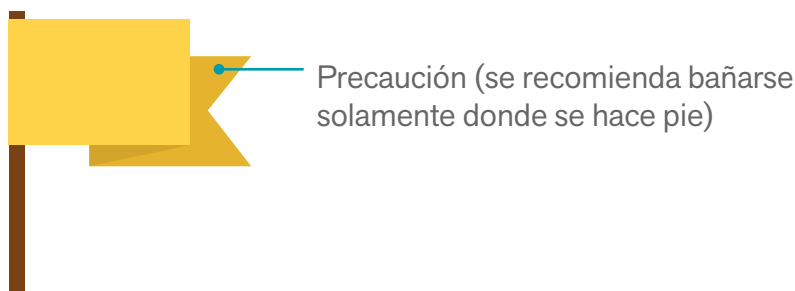 Precaución (se recomienda bañarse
solamente donde se hace pie)